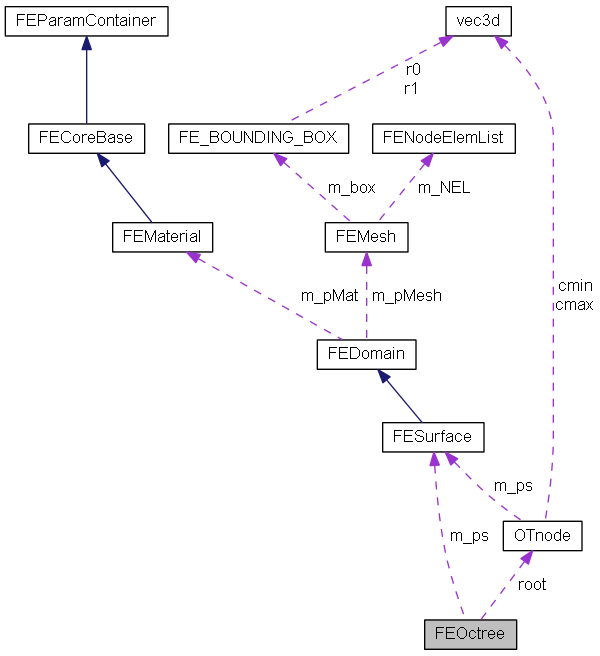 FEParamContainer
vec3d
r0
r1
FECoreBase
FE_BOUNDING_BOX
FENodeElemList
m_box
m_NEL
FEMaterial
FEMesh
cmin
cmax
m_pMat
m_pMesh
FEDomain
FESurface
m_ps
m_ps
OTnode
root
FEOctree